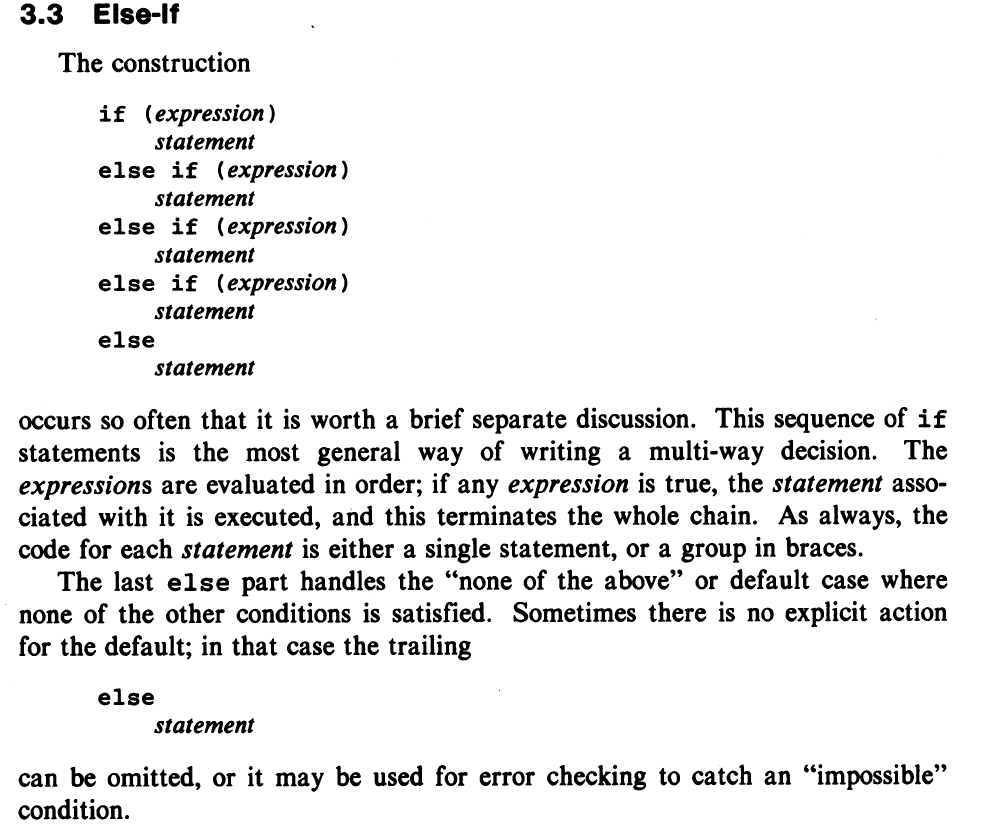 3.3 Else-If
The construction
if (expression)
statement
else if (expression)
statement
else if (expression)
statement
else if (expression)
statement
else
statement
occurs so often that it is worth a brief separate discussion. This sequence of if
statements is the most general way of writing a multi-way decision. The
expressions are evaluated in order; if any expression is true, the statement asso-
ciated with it is executed, and this terminates the whole chain. As always, the
code for each statement is either a single statement, or a group in braces.
The last else part handles the “none of the above” or default case where
none of the other conditions is satisfied. Sometimes there is no explicit action
for the default; in that case the trailing
else
statement
can be omitted, or it may be used for error checking to catch an “impossible”
condition.